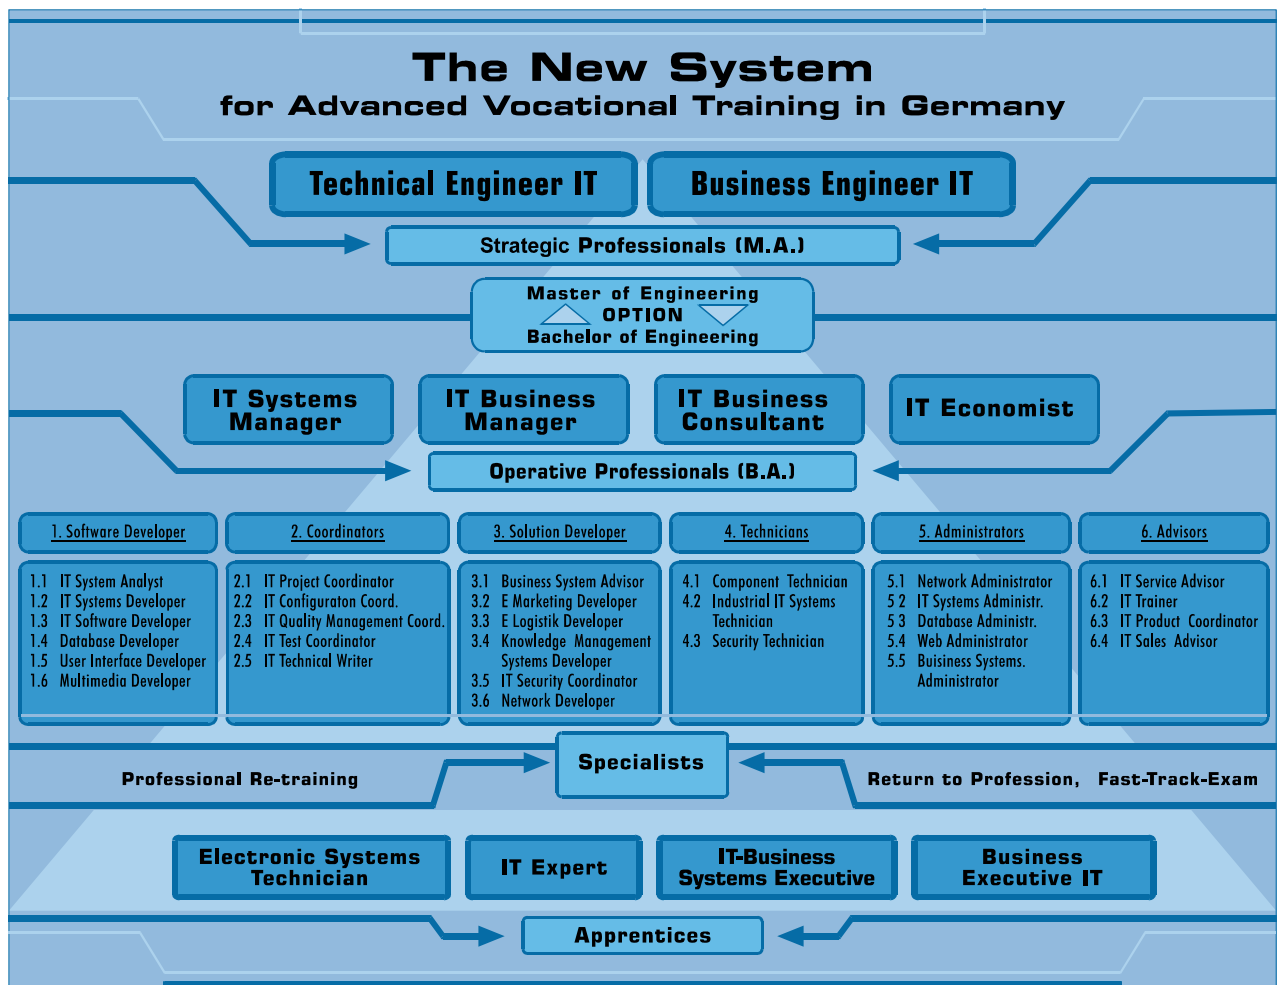 The New System
for Advanced Vocational Training in Germany
Technical Engineer IT
Business Engineer IT
Strategic Professionals (M.A.)
Master of Engineering
OPTION
Bachelor of Engineering
IT Systems
Manager
IT Business
Manager
IT Business
Consultant
IT Economist
Operative Professionals (B.A.)
1. Software Developer
1.1 IT System Analyst
1.2 IT Systems Developer
1.3 IT Software Developer
1.4 Database Developer
1.5 User Interface Developer
1.6 Multimedia Developer
2. Coordinators
2.1 IT Project Coordinator
2.2 IT Configuraton Coord.
2.3 IT Quality Management Coord.
2.4 IT Test Coordinator
2.5 IT Technical Writer
3. Solution Developer
3.1 Business System Advisor
3.2 E Marketing Developer
3.3 E Logistik Developer
3.4 Knowledge Management
Systems Developer
3.5 IT Security Coordinator
3.6 Network Developer
4. Technicians
4.1 Component Technician
4.2 Industrial IT Systems
Technician
4.3 Security Technician
5. Administrators
5.1 Network Administrator
5 2 IT Systems Administr.
5 3 Database Administr.
5.4 Web Administrator
5.5 Buisiness Systems.
Administrator
6. Advisors
6.1 IT Service Advisor
6.2 IT Trainer
6.3 IT Product Coordinator
6.4 IT Sales Advisor
Specialists
Professional Re-training
Return to Profession, Fast-Track-Exam
Electronic Systems
Technician
IT Expert
IT-Business
Systems Executive
Business
Executive IT
Apprentices